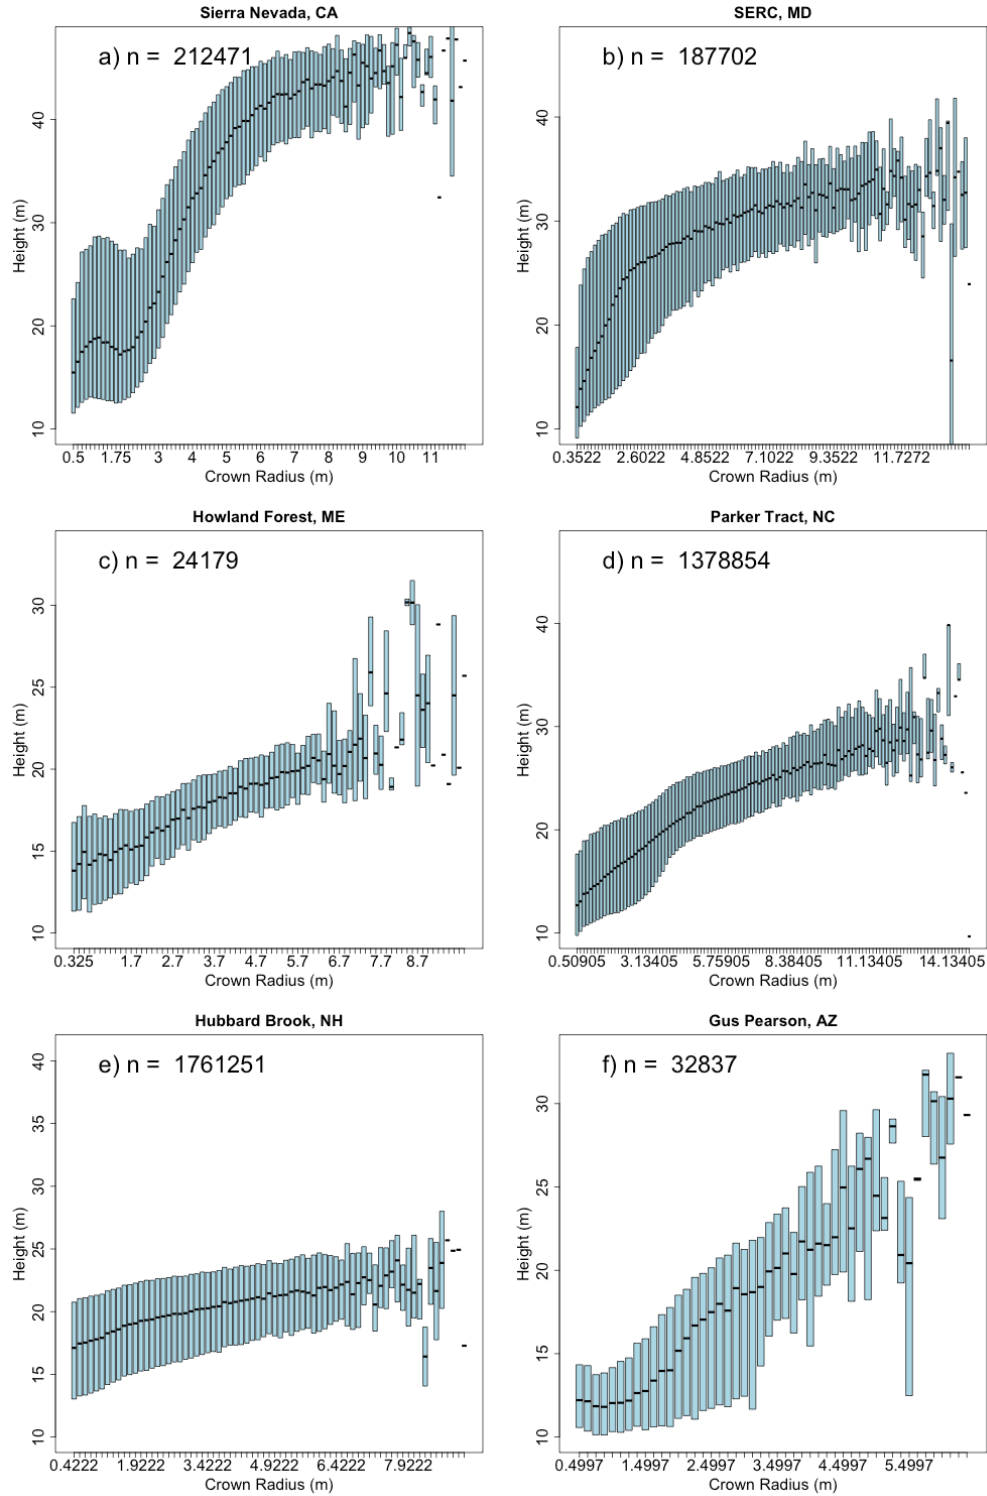 Sierra Nevada, CA
a) n = 212471
Height (m)
40
30
20
10
0.5 1.75 3 4 5 6 7 8 9 10 11
Crown Radius (m)
SERC, MD
b) n = 187702
Height (m)
40
30
20
10
0.3522 2.6022 4.8522 7.1022 9.3522 11.7272
Crown Radius (m)
Howland Forest, ME
c) n = 24179
Height (m)
30
25
20
15
10
0.325 1.7 2.7 3.7 4.7 5.7 6.7 7.7 8.7
Crown Radius (m)
Parker Tract, NC
d) n = 1378854
Height (m)
40
30
20
10
0.50905 3.13405 5.75905 8.38405 11.13405 14.13405
Crown Radius (m)
Hubbard Brook, NH
e) n = 1761251
Height (m)
40
35
30
25
20
15
10
0.42222 1.92222 3.42222 4.92222 6.42222 7.92222
Crown Radius (m)
Gus Pearson, AZ
f) n = 32837
Height (m)
30
25
20
15
10
0.4997 1.4997 2.4997 3.4997 4.4997 5.4997
Crown Radius (m)